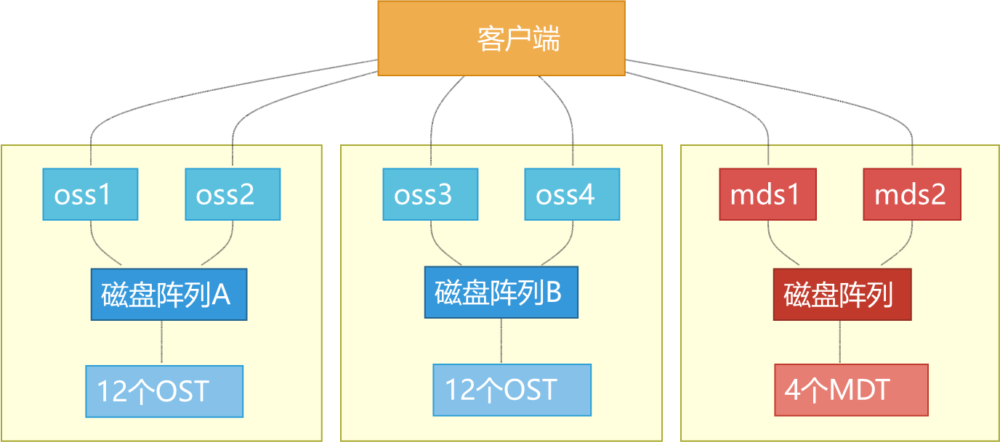 客户端
oss1
oss2
oss3
oss4
mds1
mds2
磁盘阵列A
磁盘阵列B
磁盘阵列
12个OST
12个OST
4个MDT